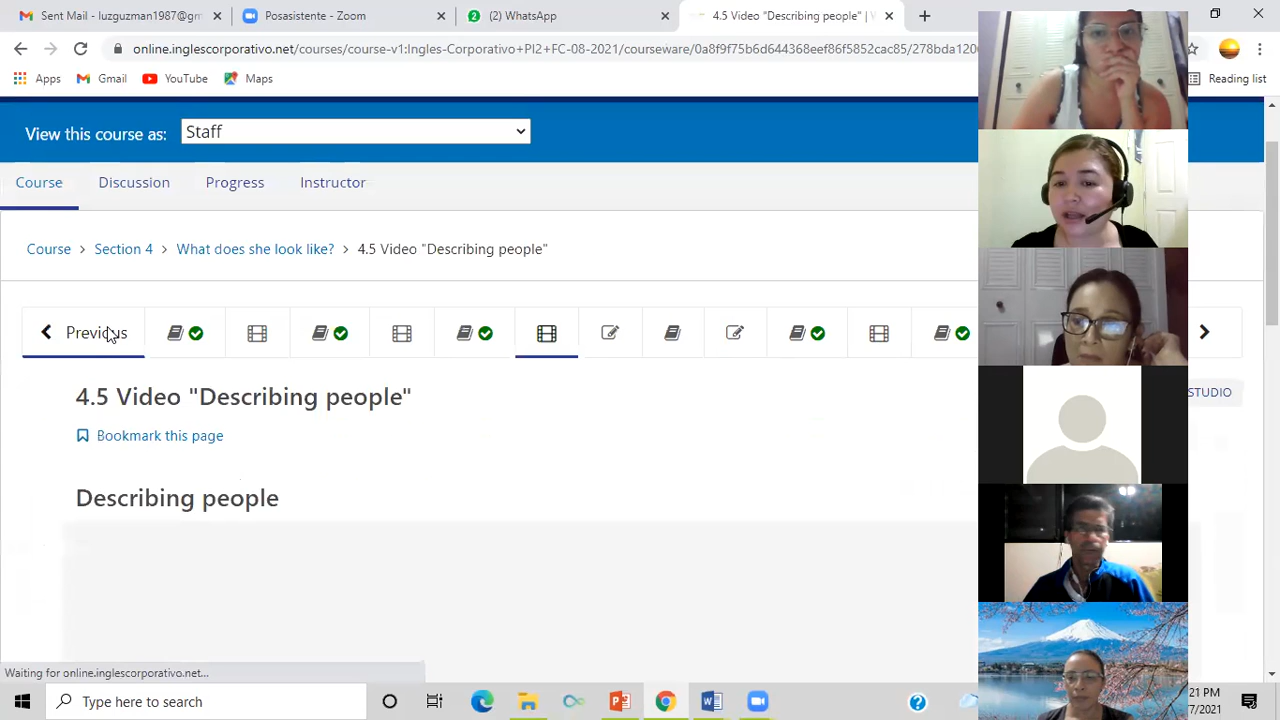 Sent Mail - luzguzman1987@gm
Posasistente - Zoom
(2) WhatsApp
4.5 Video "Describing people" | V
online.inglescorporativo.net/courses/course-v1:Ingles-Corporativo+PI2+FC-08-2021/courseware/0a8f9f75b6d644368eef86f5852cac85/278bda120
Apps
Gmail
YouTube
Maps
Reading list
View this course as:
Staff
Course
Discussion
Progress
Instructor
Course > Section 4 > What does she look like? > 4.5 Video "Describing people"
Previous
4.5 Video "Describing people"
STUDIO
Bookmark this page
Describing people
Waiting for online.inglescorporativo.net...
Type here to search
21 PM
7/2021